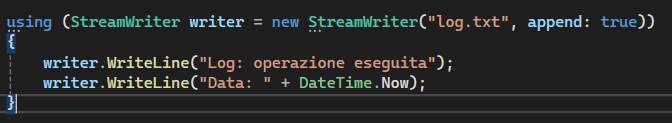 using (StreamWriter writer = new StreamWriter("log.txt", append: true))
{
    writer.WriteLine("Log: operazione eseguita");
    writer.WriteLine("Data: " + DateTime.Now);
}